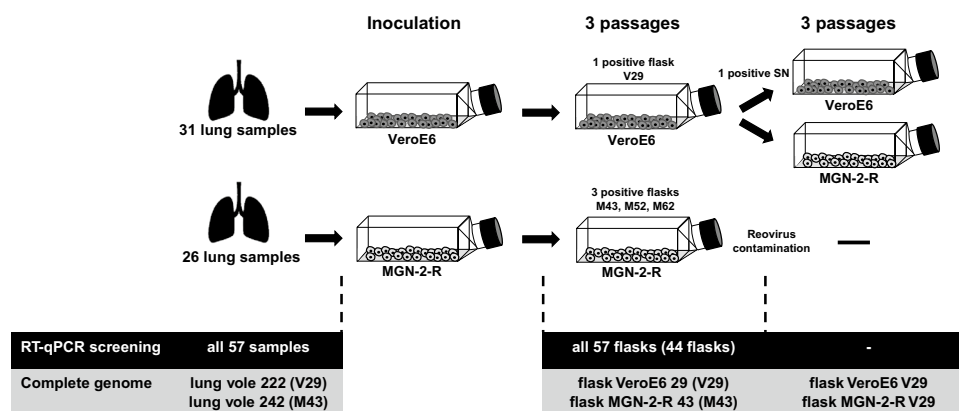 Inoculation
3 passages
3 passages
1 positive flask
V29
1 positive SN
31 lung samples
VeroE6
VeroE6
VeroE6
MGN-2-R
3 positive flasks
M43, M52, M62
26 lung samples
MGN-2-R
MGN-2-R
Reovirus
contamination
RT-qPCR screening
all 57 samples
all 57 flasks (44 flasks)
-
Complete genome
lung vole 222 (V29)
lung vole 242 (M43)
flask VeroE6 29 (V29)
flask MGN-2-R 43 (M43)
flask VeroE6 V29
flask MGN-2-R V29